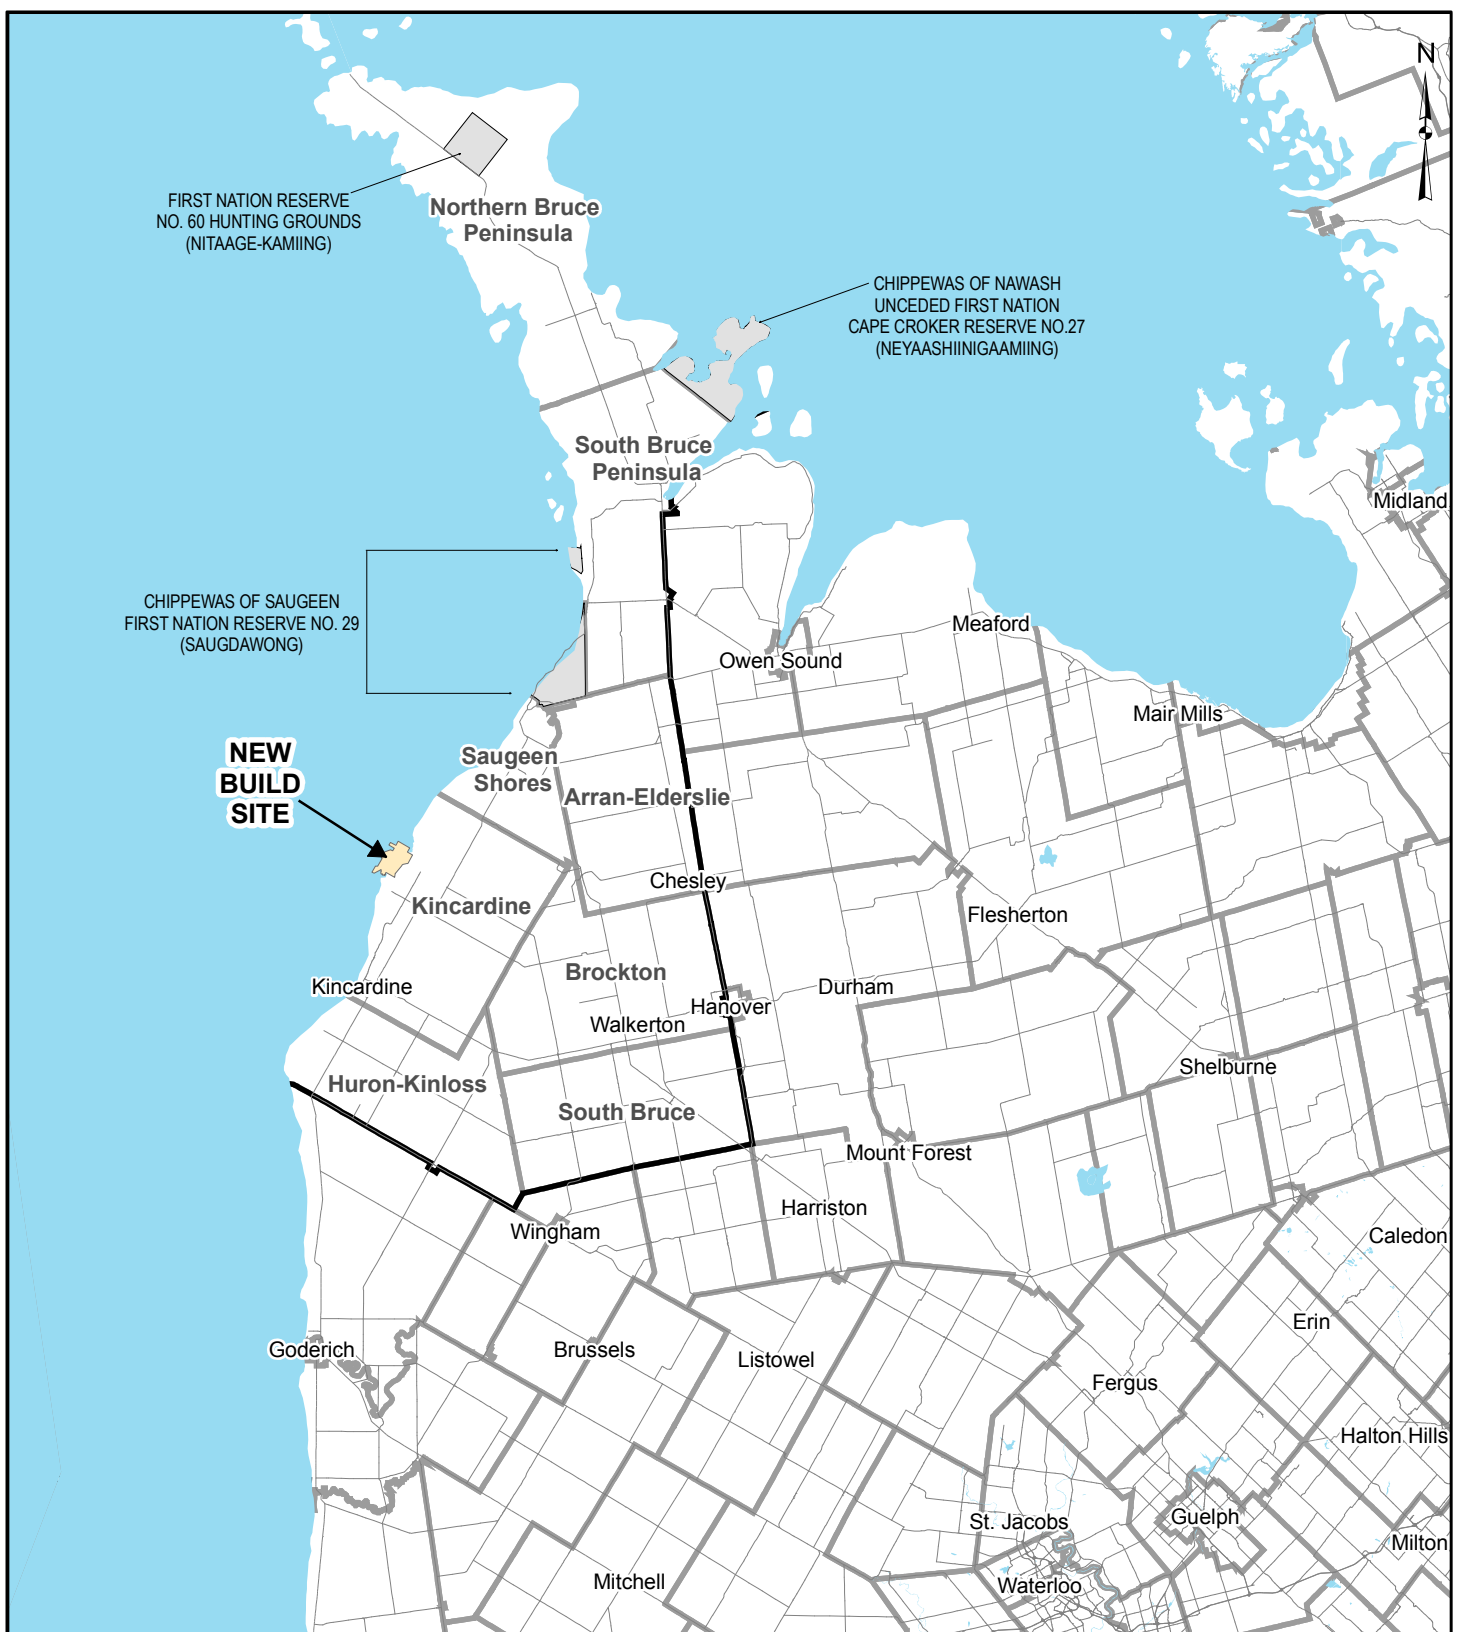 N
FIRST NATION RESERVE
NO. 60 HUNTING GROUNDS
(NITAAGE-KAMIING)
Northern Bruce
Peninsula
CHIPPEWAS OF NAWASH
UNCEDED FIRST NATION
CAPE CROKER RESERVE NO.27
(NEYAASHIINIGAAMIING)
South Bruce
Peninsula
Midland
CHIPPEWAS OF SAUGEEN
FIRST NATION RESERVE NO. 29
(SAUGDAWONG)
Meaford
Owen Sound
Mair Mills
NEW
BUILD
SITE
Saugeen
Shores
Arran-Elderslie
Chesley
Kincardine
Flesherton
Brockton
Kincardine
Durham
Hanover
Walkerton
Shelburne
Huron-Kinloss
South Bruce
Mount Forest
Harriston
Wingham
Caledon
Erin
Goderich
Brussels
Listowel
Fergus
Halton Hills
Guelph
St. Jacobs
Milton
Mitchell
Waterloo